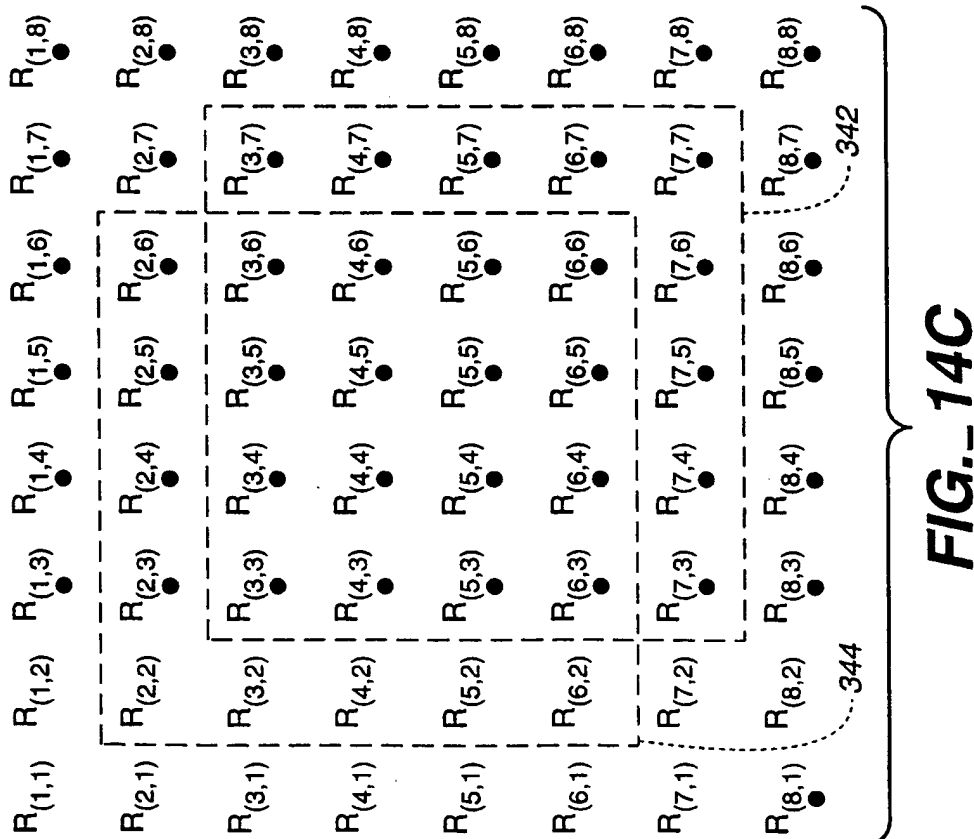 R(1,1) R(1,2) R(1,3) R(1,4) R(1,5) R(1,6) R(1,7) R(1,8)
R(2,1) R(2,2) R(2,3) R(2,4) R(2,5) R(2,6) R(2,7) R(2,8)
R(3,1) R(3,2) R(3,3) R(3,4) R(3,5) R(3,6) R(3,7) R(3,8)
R(4,1) R(4,2) R(4,3) R(4,4) R(4,5) R(4,6) R(4,7) R(4,8)
R(5,1) R(5,2) R(5,3) R(5,4) R(5,5) R(5,6) R(5,7) R(5,8)
R(6,1) R(6,2) R(6,3) R(6,4) R(6,5) R(6,6) R(6,7) R(6,8)
R(7,1) R(7,2) R(7,3) R(7,4) R(7,5) R(7,6) R(7,7) R(7,8)
R(8,1) R(8,2) R(8,3) R(8,4) R(8,5) R(8,6) R(8,7) R(8,8)
344 342
FIG._14C